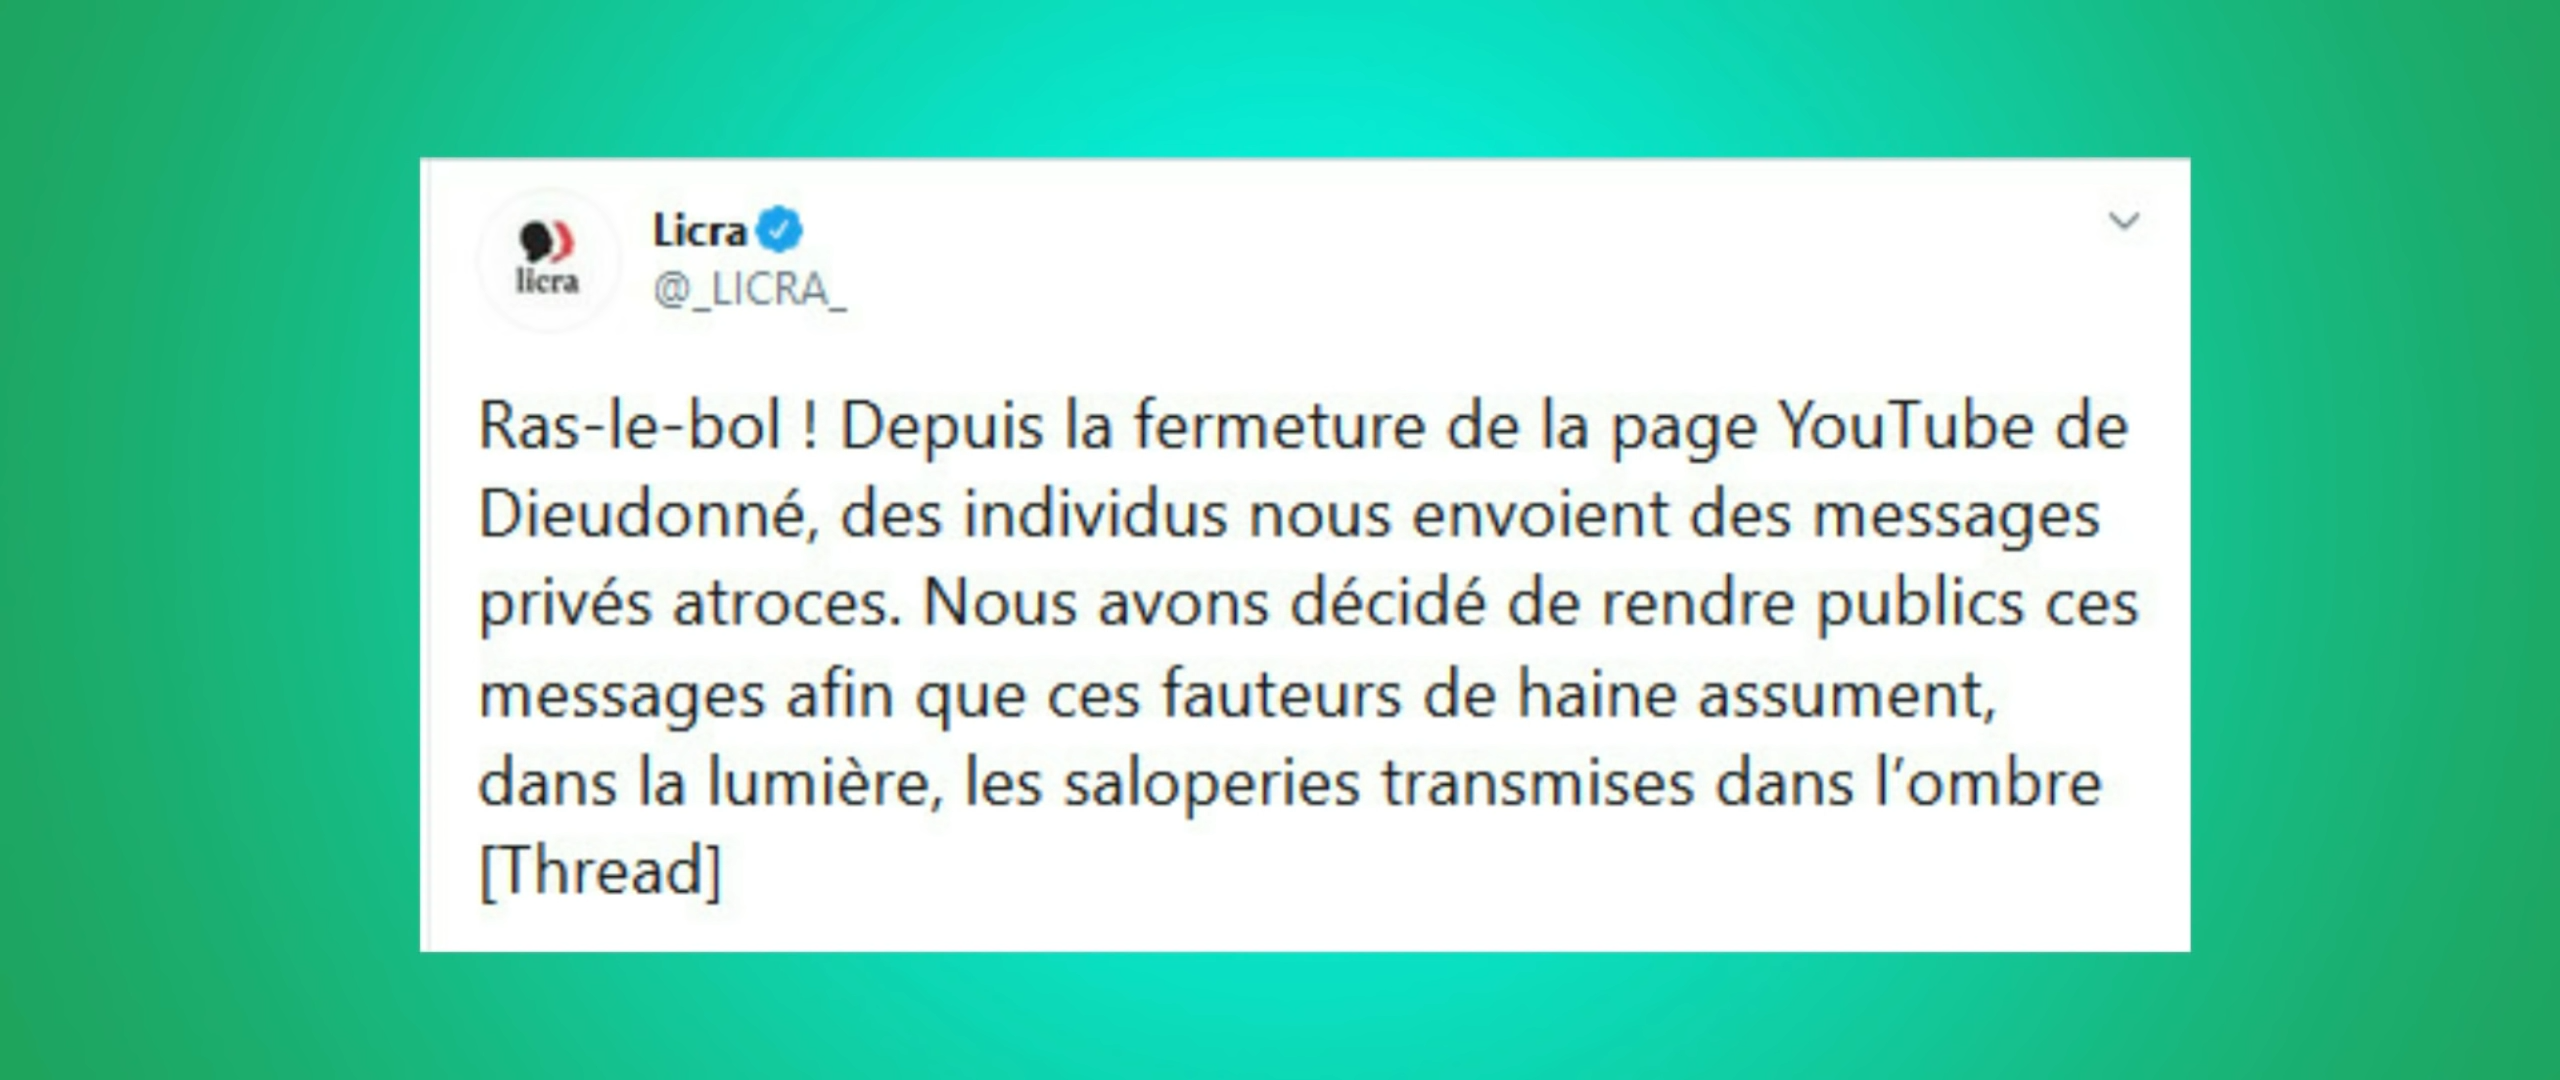 licra
Licra
@_LICRA_
Ras-le-bol ! Depuis la fermeture de la page YouTube de
Dieudonné, des individus nous envoient des messages
privés atroces. Nous avons décidé de rendre publics ces
messages afin que ces fauteurs de haine assument,
dans la lumière, les saloperies transmises dans l’ombre
[Thread]